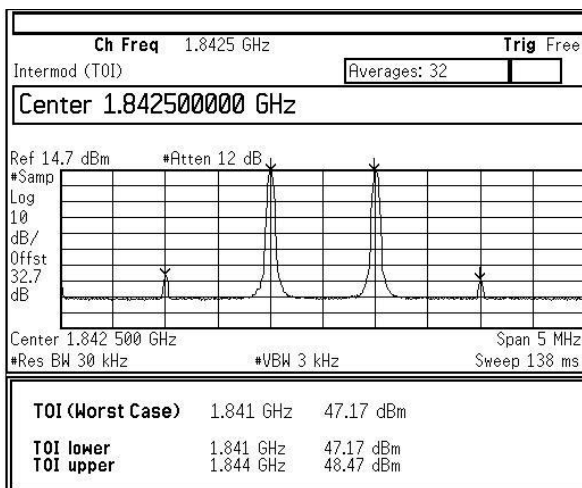 Ch Freq 1.8425 GHz Trig Free
Intermod (TOI) Averages: 32
Center 1.842500000 GHz
Ref 14.7 dBm #Atten 12 dB
#Samp
Log
10
dB/
Offst
32.7
dB
Center 1.842 500 GHz Span 5 MHz
#Res BW 30 kHz #VBW 3 kHz Sweep 138 ms
TOI (Worst Case) 1.841 GHz 47.17 dBm
TOI lower 1.841 GHz 47.17 dBm
TOI upper 1.844 GHz 48.47 dBm